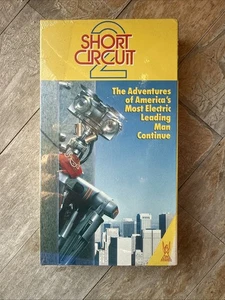 SHORT
CIRCUIT
2
The Adventures
of America's
Most Electric
Leading
Man
Continue